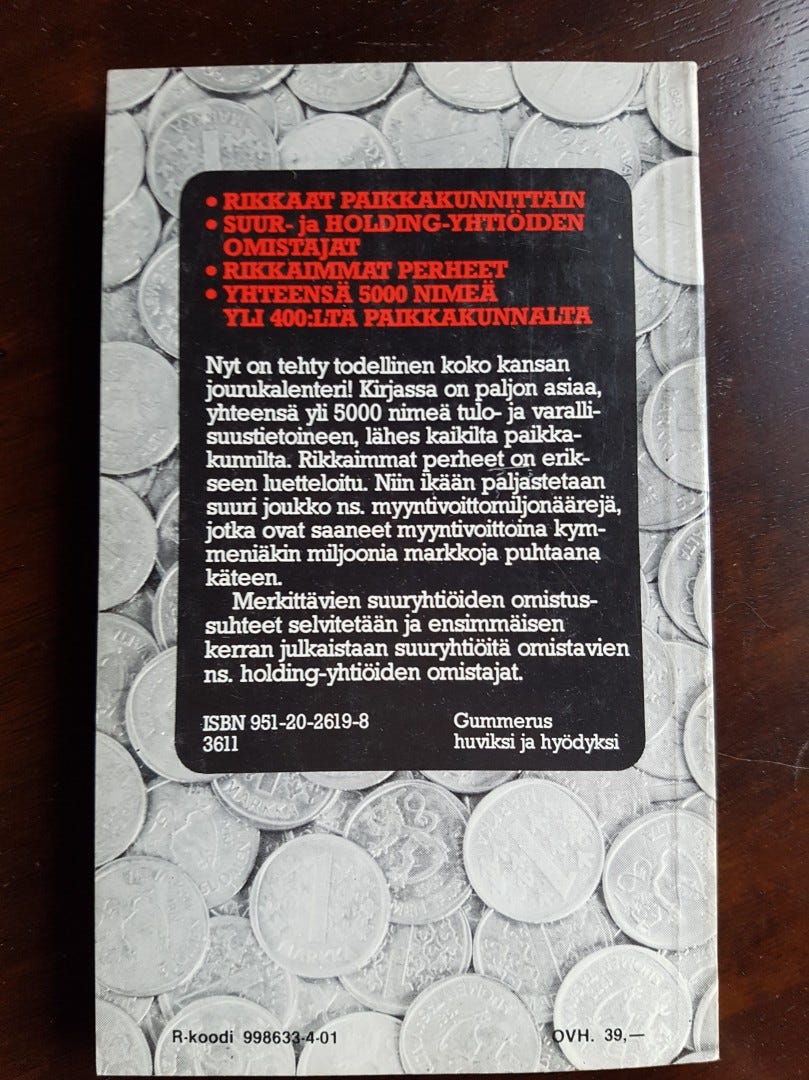 • RIKKAAT PAIKKAKUNNITTAIN
• SUUR- ja HOLDING-YHTIÖIDEN
OMISTAJAT
• RIKKAIMMAT PERHEET
• YHTEENSÄ 5000 NIMEÄ
YLI 400:LTA PAIKKAKUNNALTA
Nyt on tehty todellinen koko kansan
jourukalenteri! Kirjassa on paljon asiaa,
yhteensä yli 5000 nimeä tulo- ja varalli-
suustietoineen, lähes kaikilta paikka-
kunnilta. Rikkaimmat perheet on erik-
seen luetteloitu. Niin ikään paljastetaan
suuri joukko ns. myyntivoittomiljonäärejä,
jotka ovat saaneet myyntivoittoina kym-
meniäkin miljoonia markkoja puhtaana
käteen.
Merkittävien suuryhtiöiden omistus-
suhteet selvitetään ja ensimmäisen
kerran julkaistaan suuryhtiöitä omistavien
ns. holding-yhtiöiden omistajat.
ISBN 951-20-2619-8
3611
Gummerus
huviksi ja hyödyksi
R-koodi 998633-4-01
OVH. 39,—